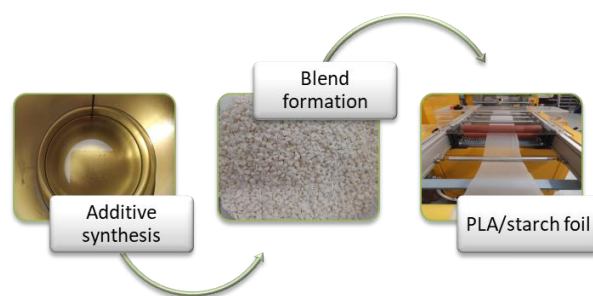 Additive
synthesis
Blend
formation
PLA/starch foil